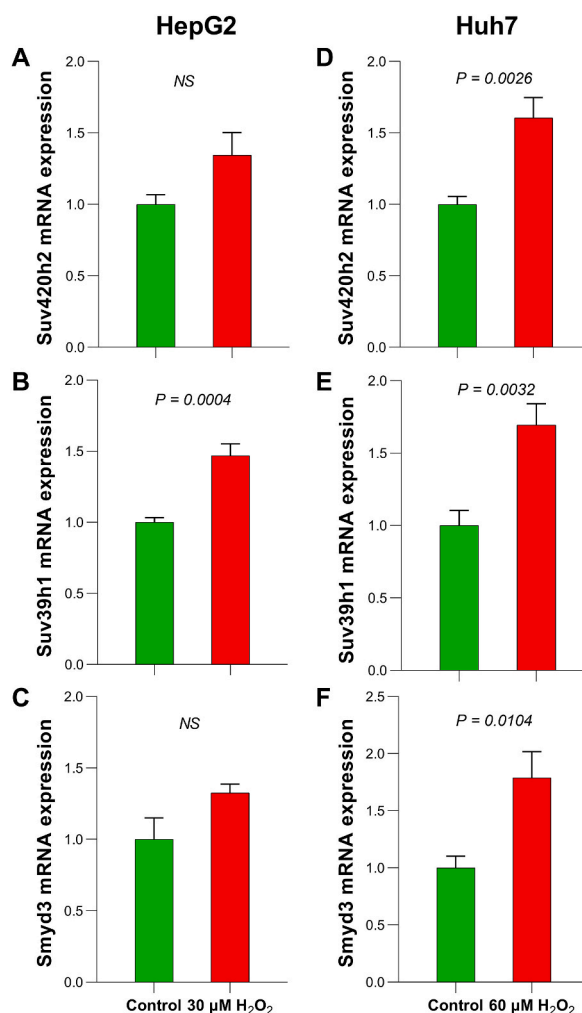 HepG2
Huh7
A
Suv420h2 mRNA expression
2.0
1.5
1.0
0.5
0.0
NS
D
Suv420h2 mRNA expression
2.0
1.5
1.0
0.5
0.0
P = 0.0026
B
Suv39h1 mRNA expression
2.0
1.5
1.0
0.5
0.0
P = 0.0004
E
Suv39h1 mRNA expression
2.0
1.5
1.0
0.5
0.0
P = 0.0032
C
Smyd3 mRNA expression
2.0
1.5
1.0
0.5
0.0
NS
Control 30 µM H₂O₂
F
Smyd3 mRNA expression
2.5
2.0
1.5
1.0
0.5
0.0
P = 0.0104
Control 60 µM H₂O₂